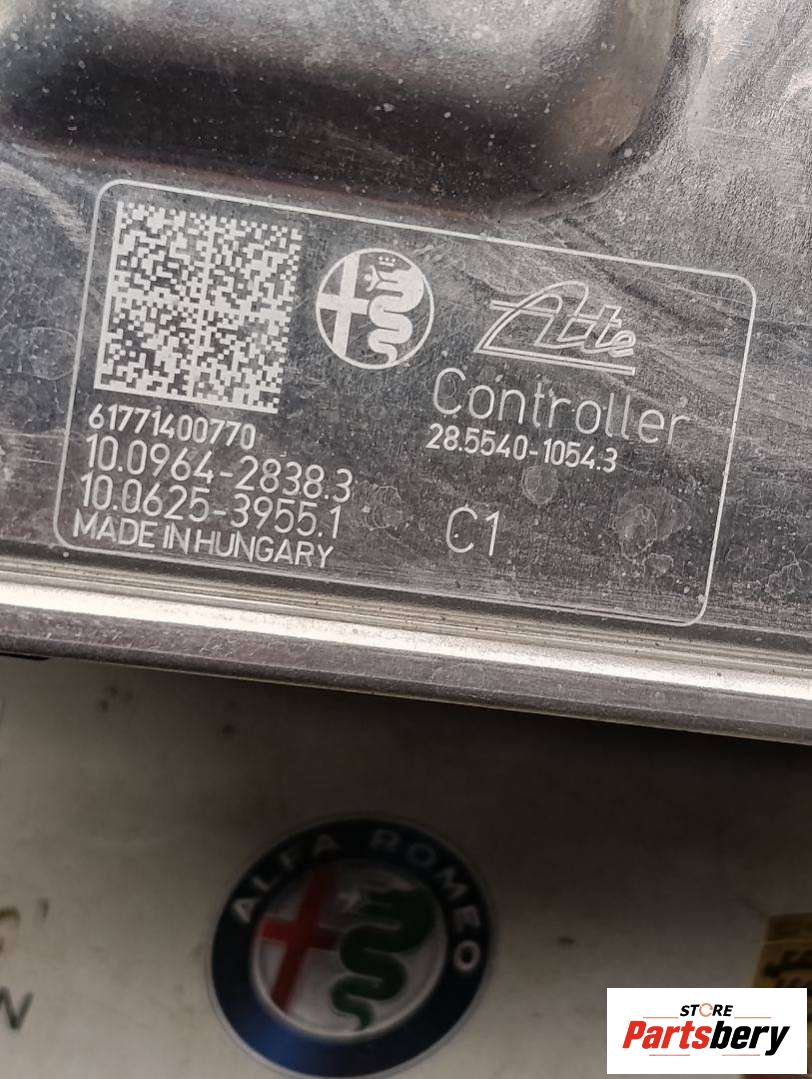 Ate
Controller
28.5540-1054.3
61771400770
10.0964-2838.3
10.0625-3955.1
C1
MADE IN HUNGARY
ALFA ROMEO
STORE
Partsbery